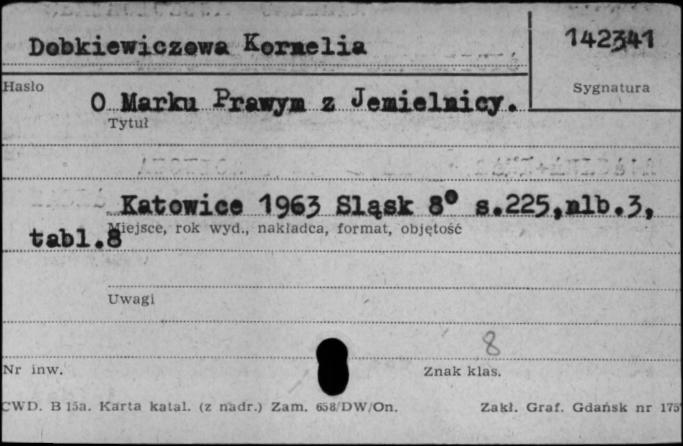 Dobkiewiczowa Kornelia
142341
Hasło
Sygnatura
O Marku Prawym z Jemielnicy.
Tytuł
Katowice 1963 Sląsk 8° s.225,nlb.3,
tabl.8
Miejsce, rok wyd., nakładca, format, objętość
Uwagi
8
Nr inw.
Znak klas.
CWD. B 15a. Karta katal. (z nadr.) Zam. 658/DW/On.
Zakł. Graf. Gdańsk nr 175